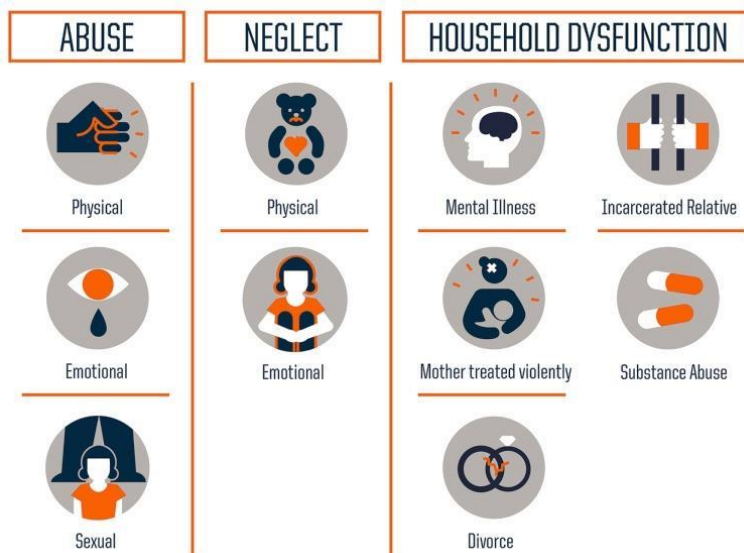 ABUSE
NEGLECT
HOUSEHOLD DYSFUNCTION
Physical
Emotional
Sexual
Physical
Emotional
Mental Illness
Incarcerated Relative
Mother treated violently
Substance Abuse
Divorce